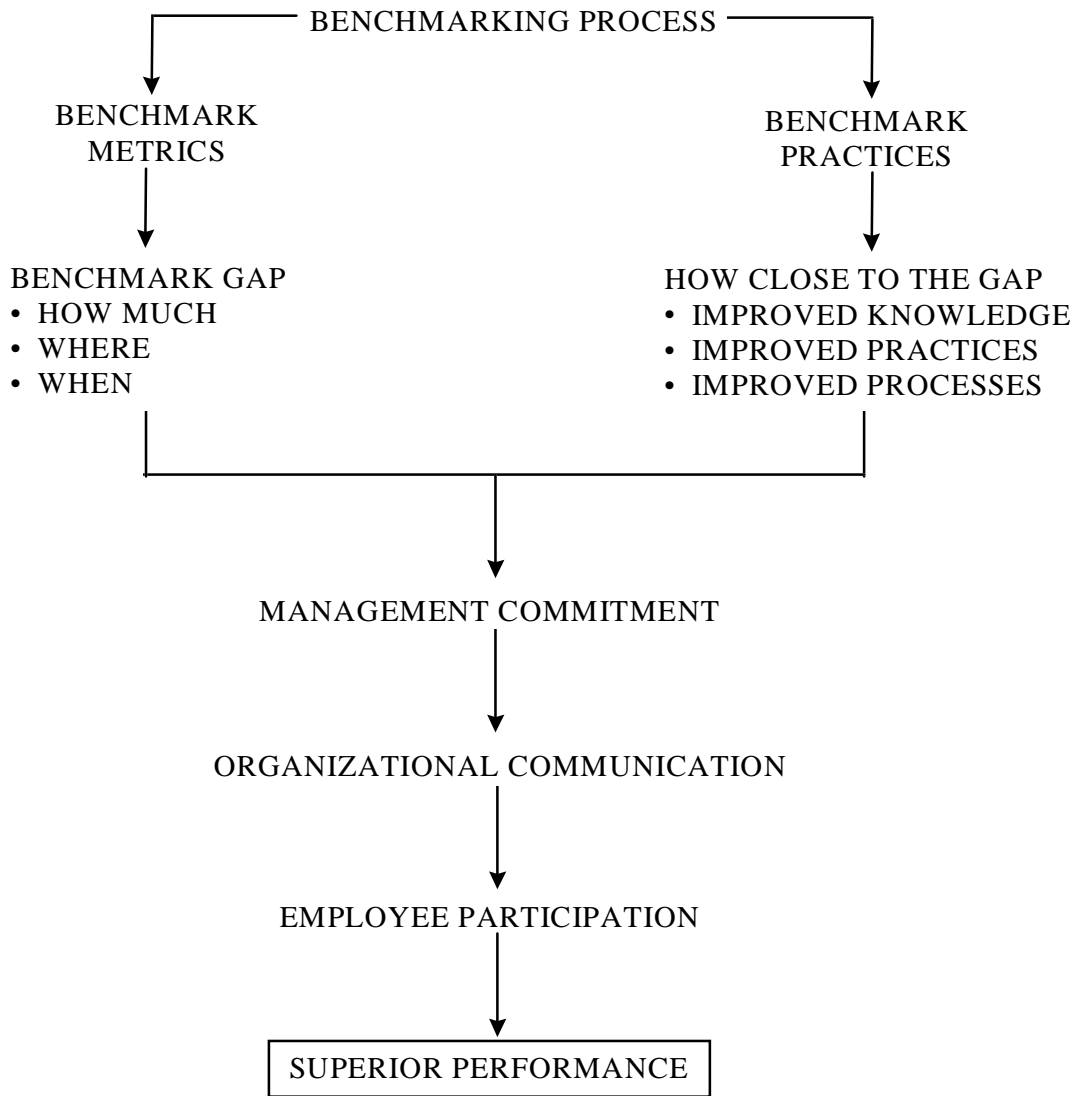 BENCHMARKING PROCESS
BENCHMARK
METRICS
BENCHMARK
PRACTICES
BENCHMARK GAP
• HOW MUCH
• WHERE
• WHEN
HOW CLOSE TO THE GAP
• IMPROVED KNOWLEDGE
• IMPROVED PRACTICES
• IMPROVED PROCESSES
MANAGEMENT COMMITMENT
ORGANIZATIONAL COMMUNICATION
EMPLOYEE PARTICIPATION
SUPERIOR PERFORMANCE